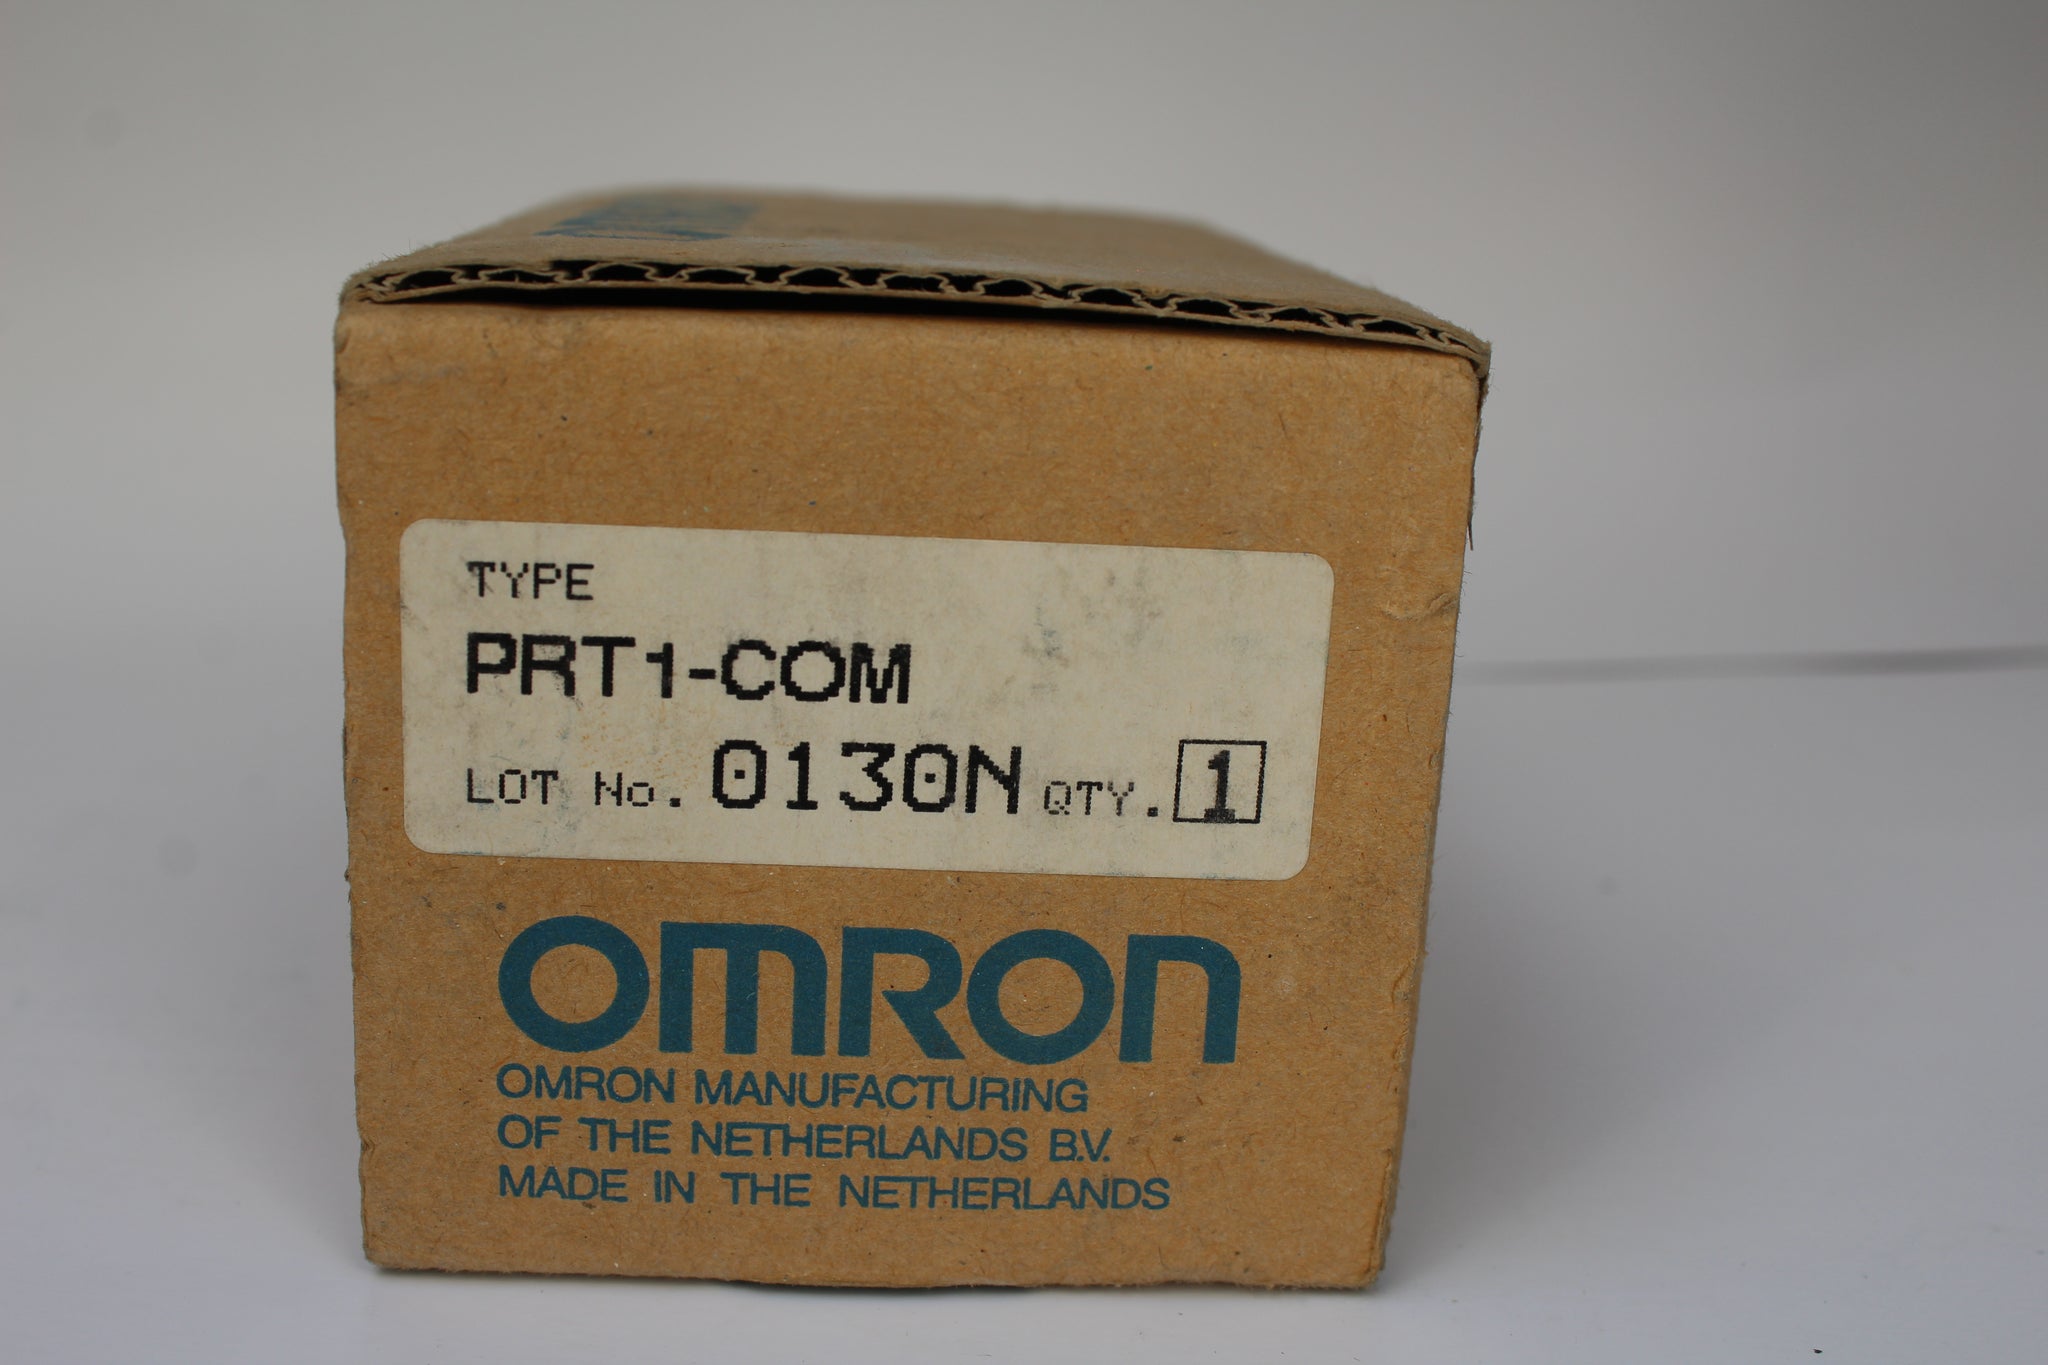 TYPE
PRT1-COM
LOT No. 0130N QTY. 1
OMRON
OMRON MANUFACTURING
OF THE NETHERLANDS B.V.
MADE IN THE NETHERLANDS